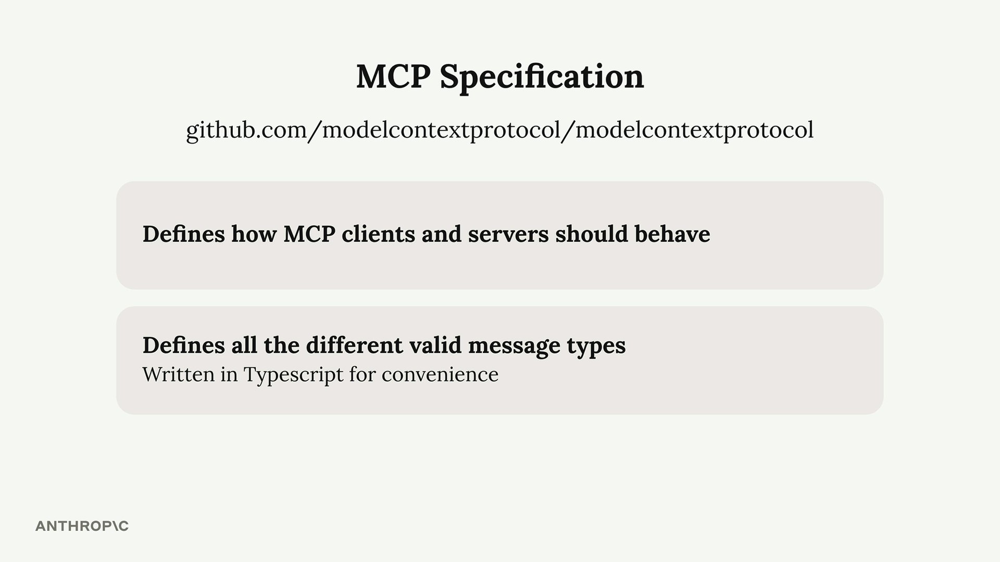 MCP Specification
github.com/modelcontextprotocol/modelcontextprotocol
Defines how MCP clients and servers should behave
Defines all the different valid message types
Written in Typescript for convenience
ANTHROP\C